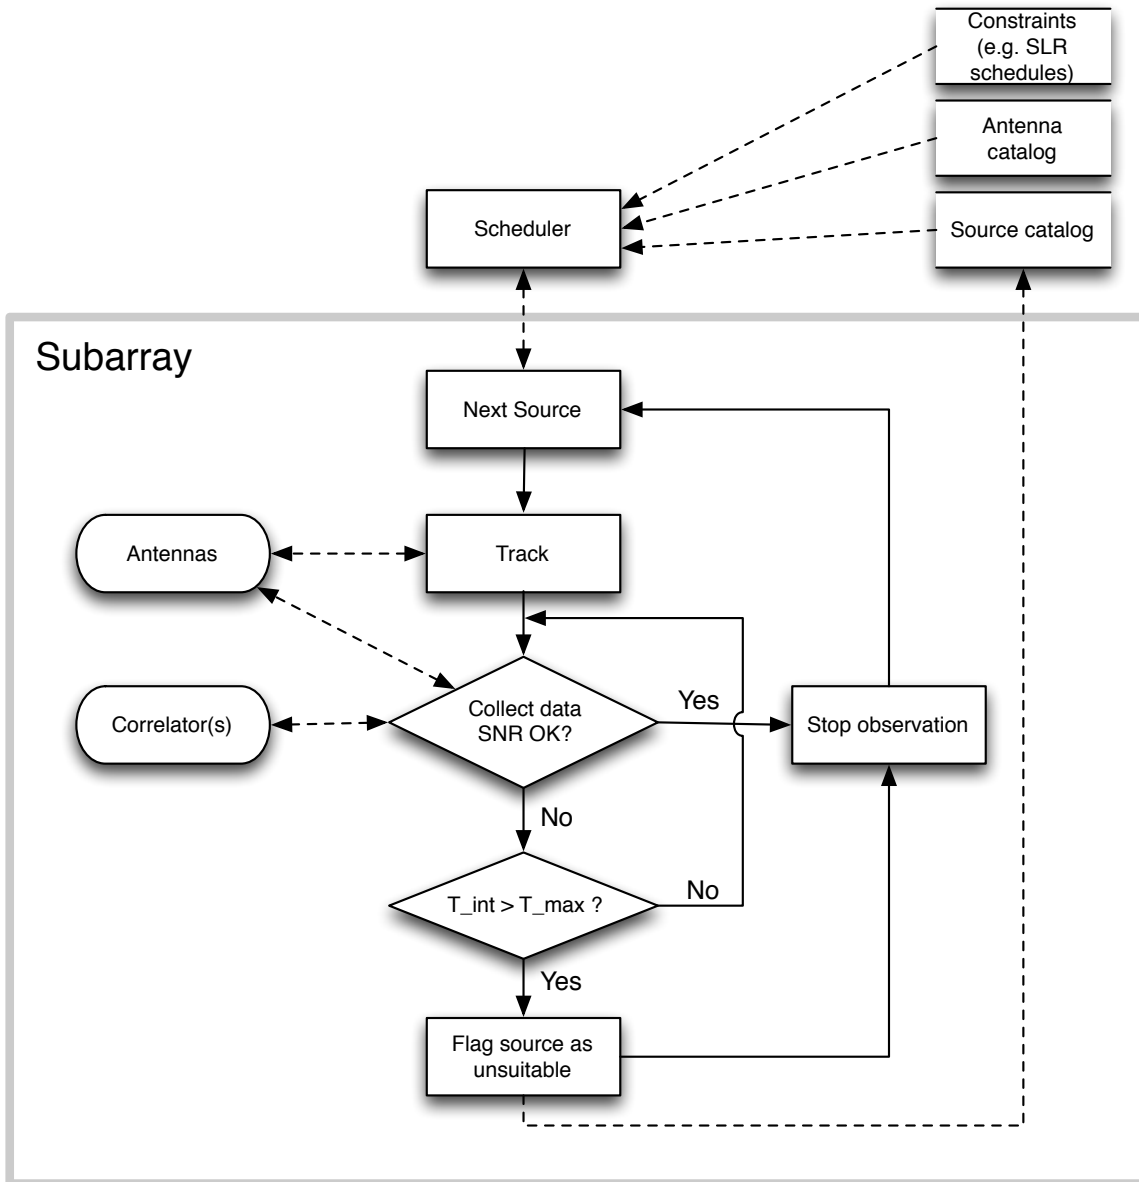 Constraints
(e.g. SLR
schedules)
Antenna
catalog
Scheduler
Source catalog
Subarray
Next Source
Antennas
Track
Correlator(s)
Collect data
SNR OK?
Yes
Stop observation
No
T_int > T_max ?
No
Yes
Flag source as
unsuitable